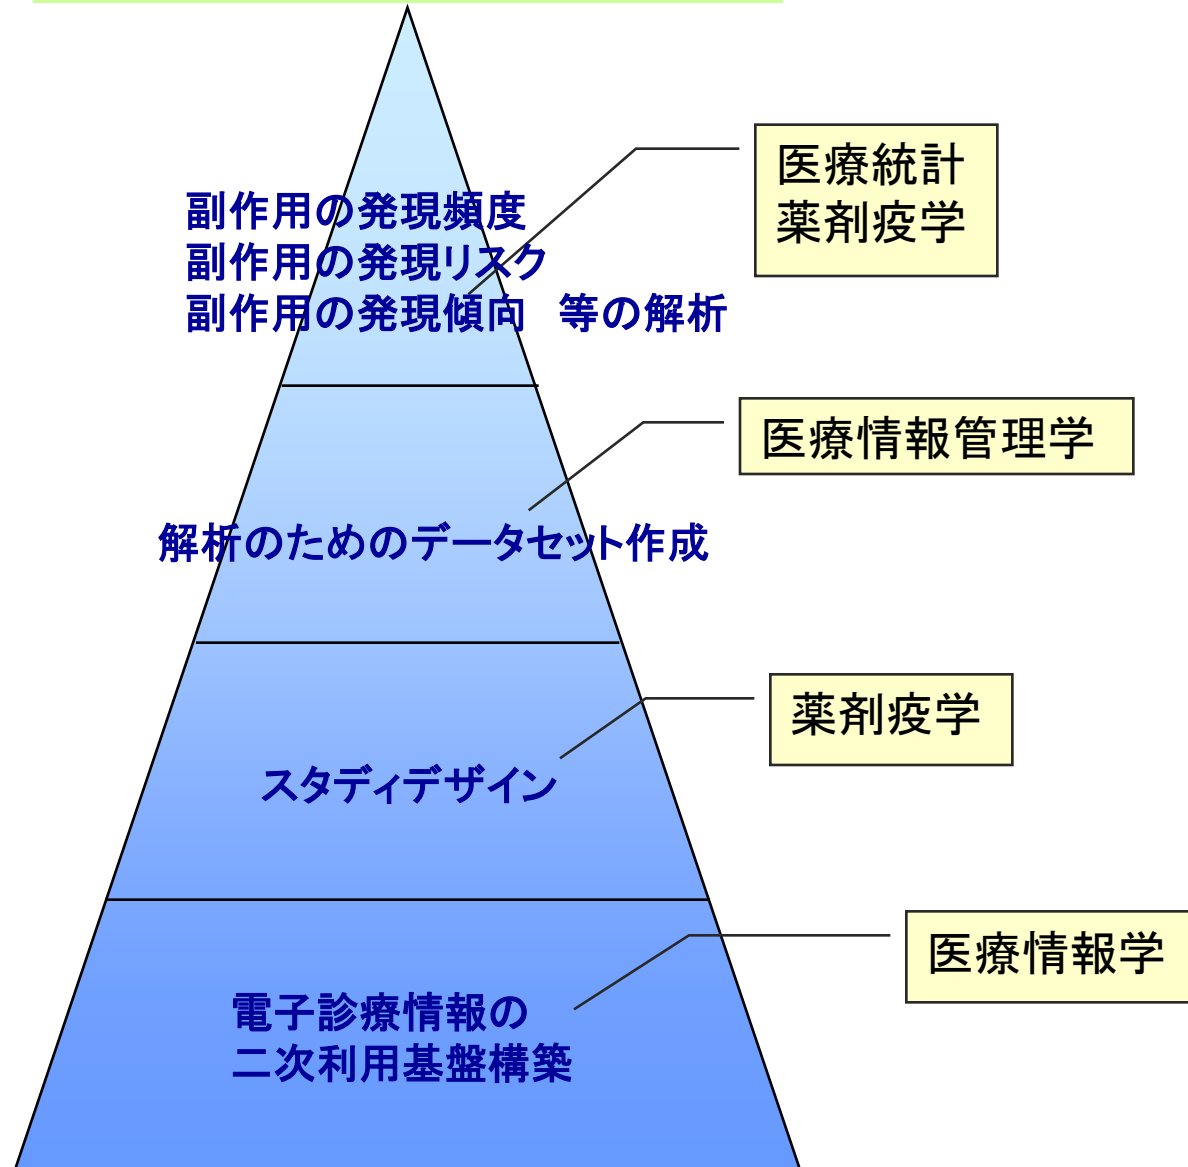 副作用の発現頻度
副作用の発現リスク
副作用の発現傾向　等の解析
医療統計
薬剤疫学
医療情報管理学
解析のためのデータセット作成
薬剤疫学
スタディデザイン
医療情報学
電子診療情報の
二次利用基盤構築